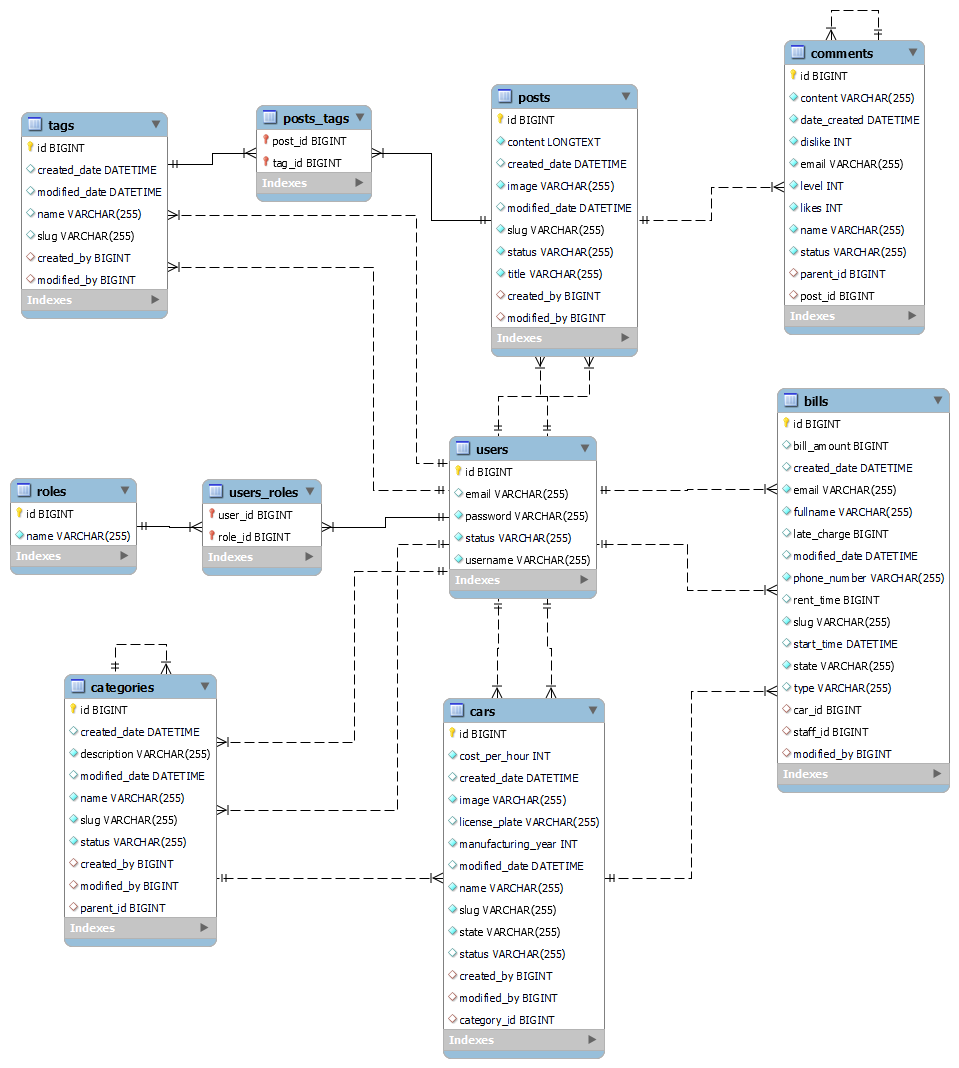 comments
id BIGINT
content VARCHAR(255)
date_created DATETIME
dislike INT
email VARCHAR(255)
level INT
likes INT
name VARCHAR(255)
status VARCHAR(255)
parent_id BIGINT
post_id BIGINT
Indexes
tags
id BIGINT
created_date DATETIME
modified_date DATETIME
name VARCHAR(255)
slug VARCHAR(255)
created_by BIGINT
modified_by BIGINT
Indexes
posts_tags
post_id BIGINT
tag_id BIGINT
Indexes
posts
id BIGINT
content LONGTEXT
created_date DATETIME
image VARCHAR(255)
modified_date DATETIME
slug VARCHAR(255)
status VARCHAR(255)
title VARCHAR(255)
created_by BIGINT
modified_by BIGINT
Indexes
bills
id BIGINT
bill_amount BIGINT
created_date DATETIME
email VARCHAR(255)
fullname VARCHAR(255)
late_charge BIGINT
modified_date DATETIME
phone_number VARCHAR(255)
rent_time BIGINT
slug VARCHAR(255)
start_time DATETIME
state VARCHAR(255)
type VARCHAR(255)
car_id BIGINT
staff_id BIGINT
modified_by BIGINT
Indexes
users
id BIGINT
email VARCHAR(255)
password VARCHAR(255)
status VARCHAR(255)
username VARCHAR(255)
Indexes
roles
id BIGINT
name VARCHAR(255)
Indexes
users_roles
user_id BIGINT
role_id BIGINT
Indexes
categories
id BIGINT
created_date DATETIME
description VARCHAR(255)
modified_date DATETIME
name VARCHAR(255)
slug VARCHAR(255)
status VARCHAR(255)
created_by BIGINT
modified_by BIGINT
parent_id BIGINT
Indexes
cars
id BIGINT
cost_per_hour INT
created_date DATETIME
image VARCHAR(255)
license_plate VARCHAR(255)
manufacturing_year INT
modified_date DATETIME
name VARCHAR(255)
slug VARCHAR(255)
state VARCHAR(255)
status VARCHAR(255)
created_by BIGINT
modified_by BIGINT
category_id BIGINT
Indexes